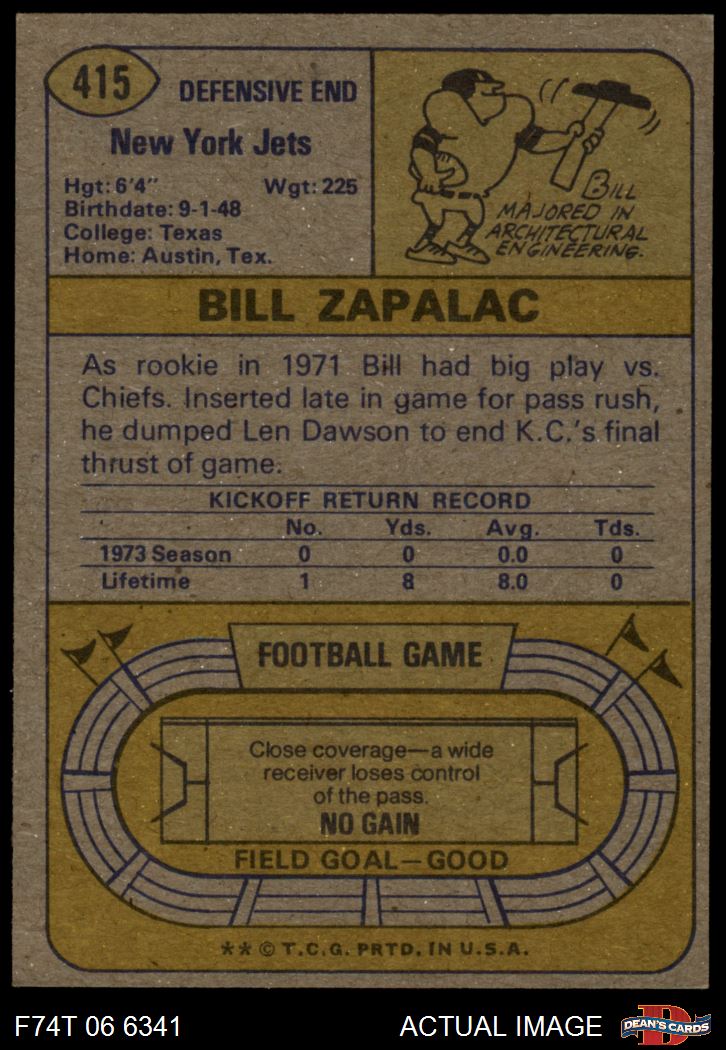 415
DEFENSIVE END
New York Jets
Hgt: 6'4" Wgt: 225
Birthdate: 9-1-48
College: Texas
Home: Austin, Tex.
BILL
MAJORED IN
ARCHITECTURAL
ENGINEERING.
BILL ZAPALAC
As rookie in 1971 Bill had big play vs.
Chiefs. Inserted late in game for pass rush,
he dumped Len Dawson to end K.C.'s final
thrust of game.
KICKOFF RETURN RECORD
No. Yds. Avg. Tds.
1973 Season 0 0 0.0 0
Lifetime 1 8 8.0 0
FOOTBALL GAME
Close coverage—a wide
receiver loses control
of the pass.
NO GAIN
FIELD GOAL—GOOD
** © T.C.G. PRTD. IN U.S.A.
F74T 06 6341 ACTUAL IMAGE
D
DEAN'S CARDS